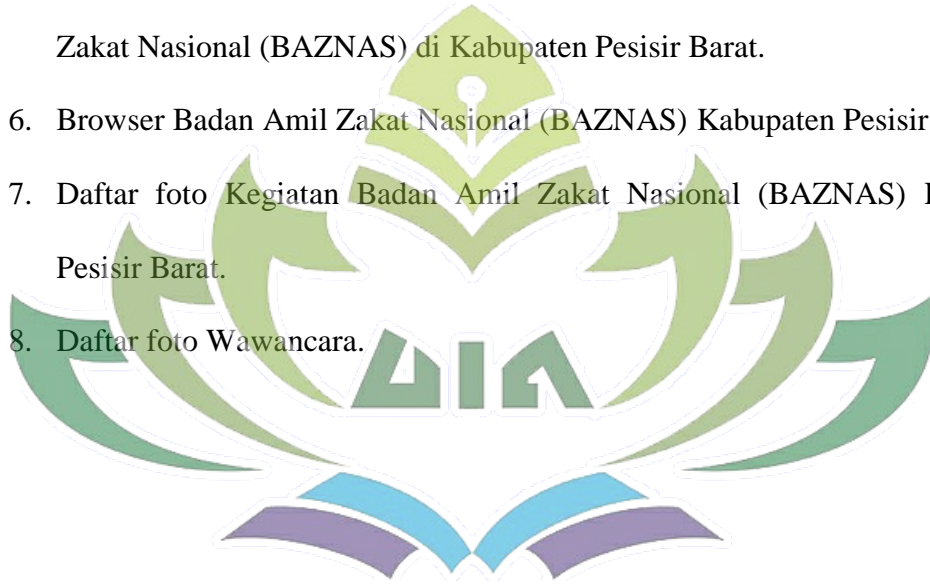 Zakat Nasional (BAZNAS) di Kabupaten Pesisir Barat.
6. Browser Badan Amil Zakat Nasional (BAZNAS) Kabupaten Pesisir
7. Daftar foto Kegiatan Badan Amil Zakat Nasional (BAZNAS)
Pesisir Barat.
8. Daftar foto Wawancara.
UIN